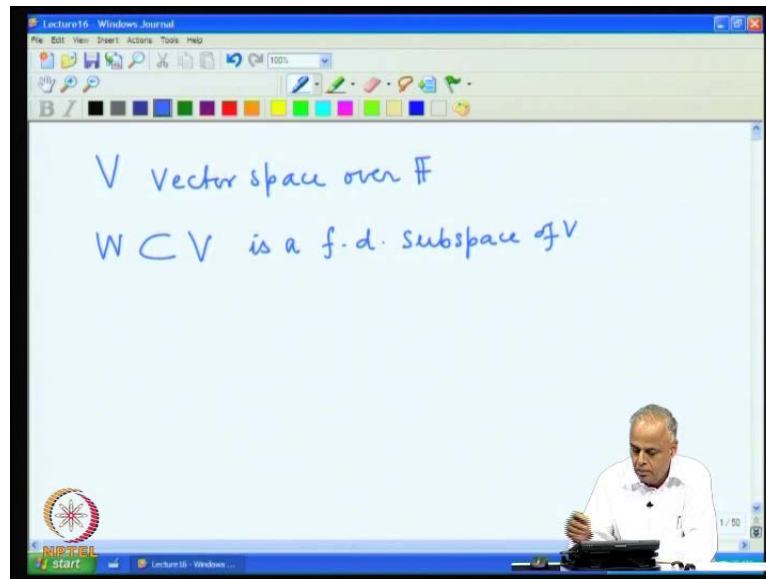 Lecture16 - Windows Journal
File Edit View Insert Actions Tools Help
100%
B I
V Vector space over 𝔽
W ⊂ V is a f.d. subspace of V
1 / 50
NPTEL
start
Lecture16 - Windows ...